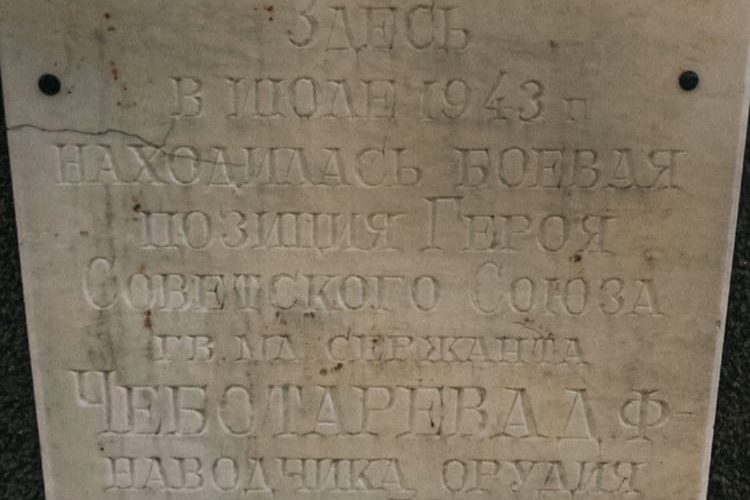 ЗДЕСЬ
В ИЮЛЕ 1943 г
НАХОДИЛАСЬ БОЕВАЯ
ПОЗИЦИЯ ГЕРОЯ
СОВЕТСКОГО СОЮЗА
ГВ. МЛ СЕРЖАНТА
ЧЕБОТАРЕВА Д. Ф-
НАВОДЧИКА ОРУДИЯ